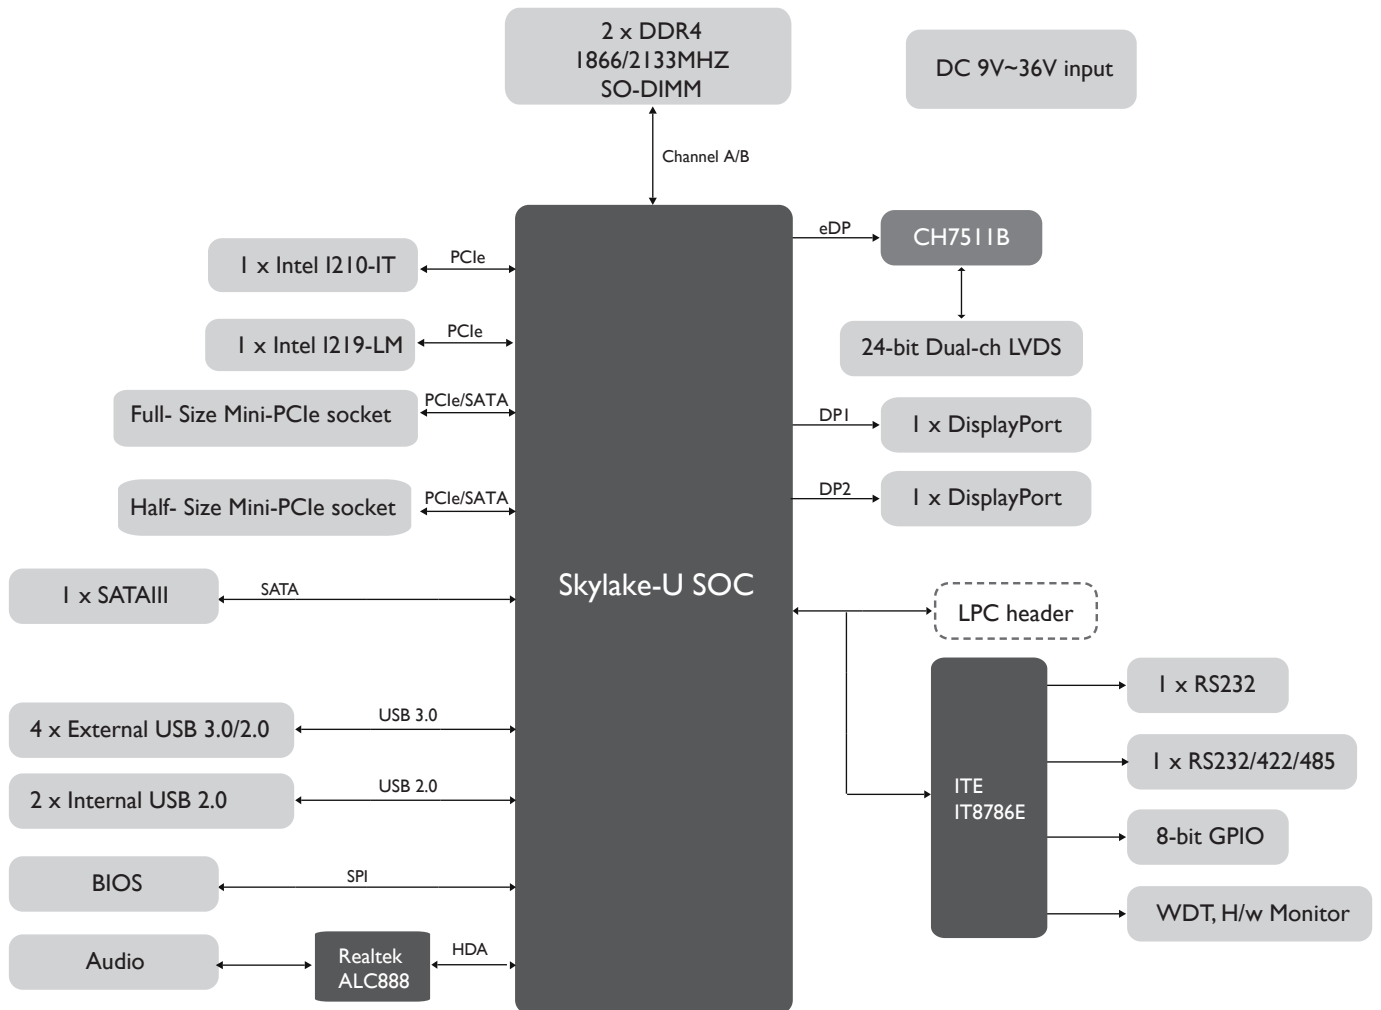 2 x DDR4
1866/2133MHZ
SO-DIMM
DC 9V~36V input
Channel A/B
eDP
CH7511B
1 x Intel I210-IT
PCIe
1 x Intel I219-LM
PCIe
24-bit Dual-ch LVDS
Full- Size Mini-PCIe socket
PCIe/SATA
DP1
1 x DisplayPort
Half- Size Mini-PCIe socket
PCIe/SATA
DP2
1 x DisplayPort
Skylake-U SOC
1 x SATAIII
SATA
LPC header
1 x RS232
4 x External USB 3.0/2.0
USB 3.0
1 x RS232/422/485
2 x Internal USB 2.0
USB 2.0
ITE
IT8786E
8-bit GPIO
BIOS
SPI
WDT, H/w Monitor
Audio
Realtek
ALC888
HDA